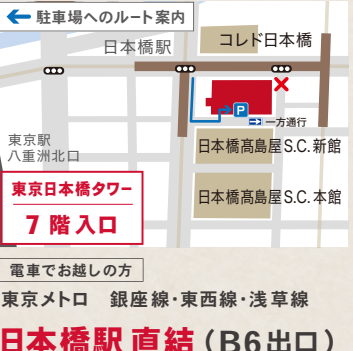 駐車場へのルート案内
コレド日本橋
日本橋駅
P
一方通行
日本橋髙島屋S.C.新館
東京駅
八重洲北口
日本橋髙島屋S.C.本館
東京日本橋タワー
7階入口
電車でお越しの方
東京メトロ 銀座線・東西線・浅草線
日本橋駅 直結（B6出口）